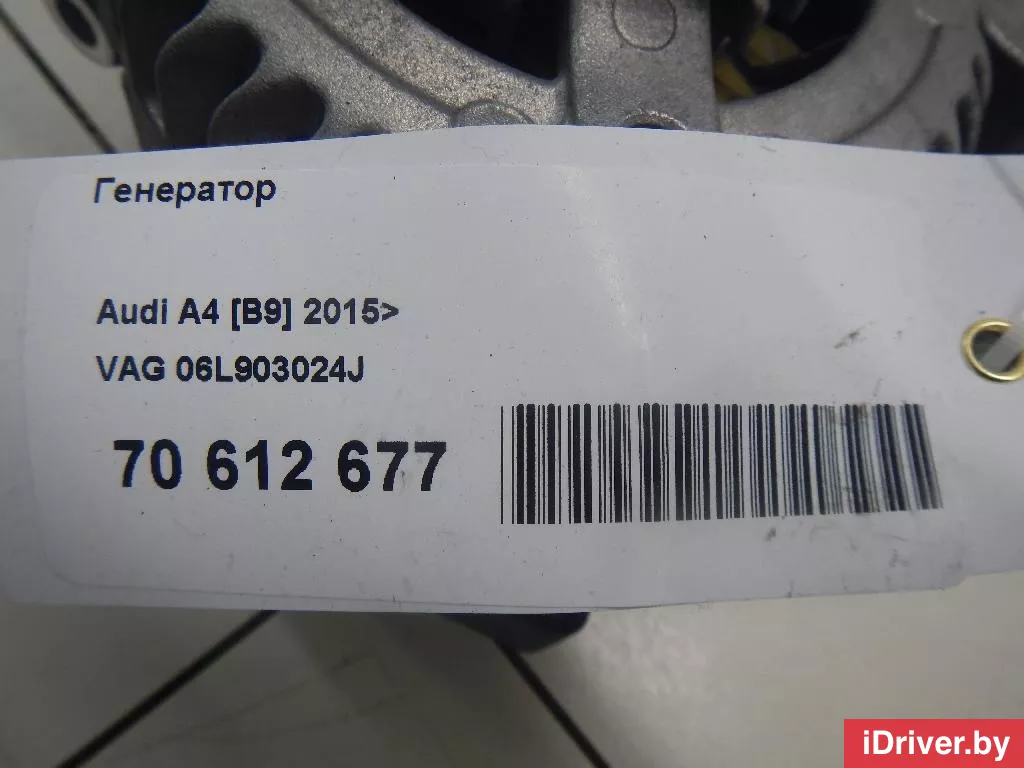 Генератор
Audi A4 [B9] 2015>
VAG 06L903024J
70 612 677
iDriver.by